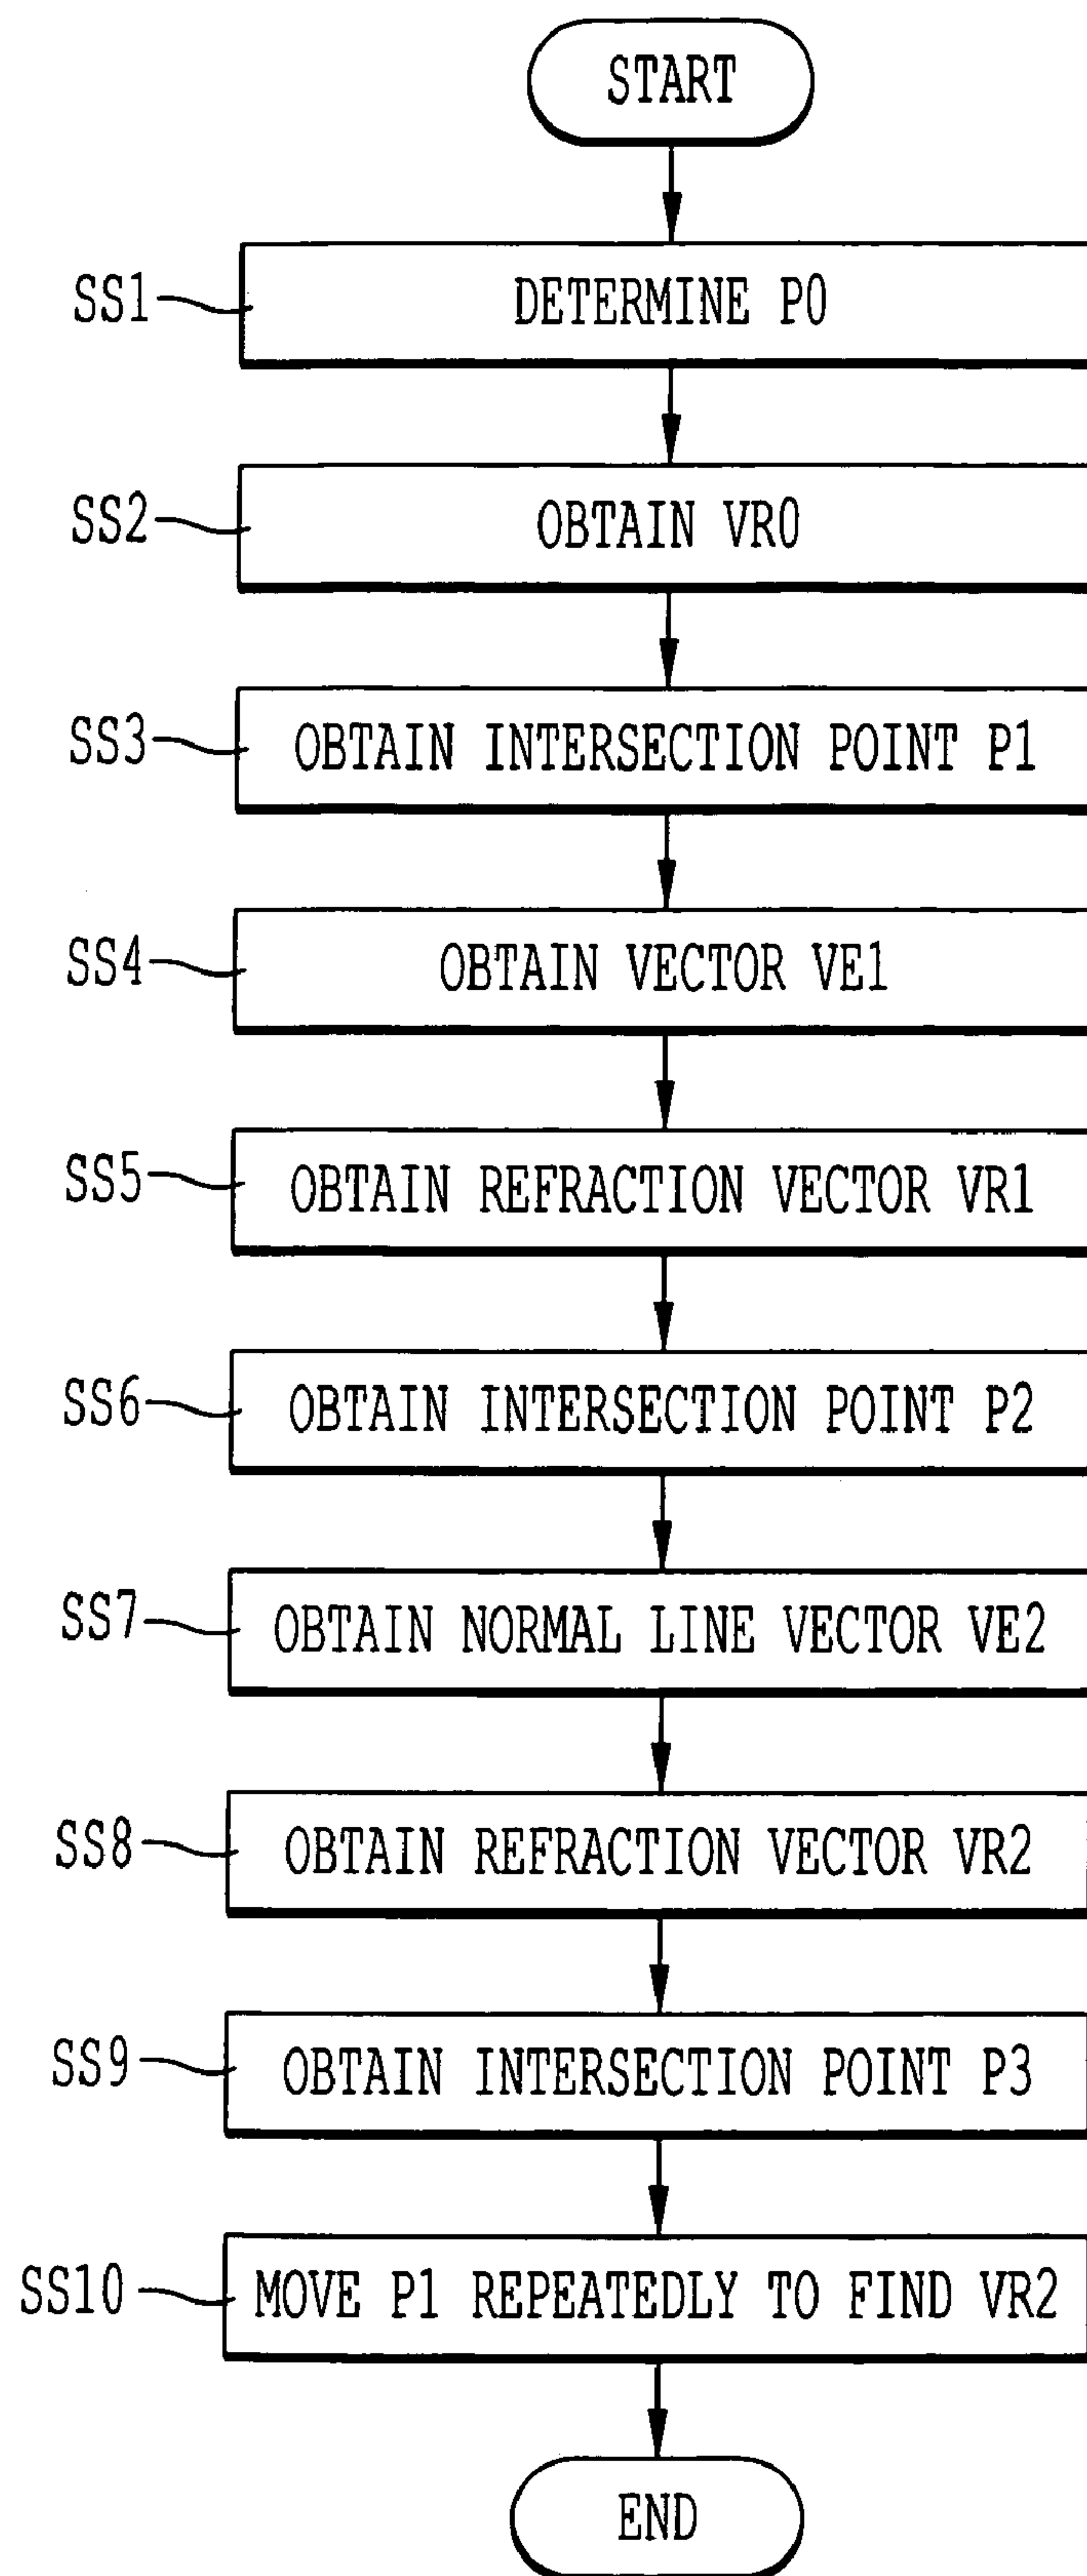 START
SS1 DETERMINE P0
SS2 OBTAIN VR0
SS3 OBTAIN INTERSECTION POINT P1
SS4 OBTAIN VECTOR VE1
SS5 OBTAIN REFRACTION VECTOR VR1
SS6 OBTAIN INTERSECTION POINT P2
SS7 OBTAIN NORMAL LINE VECTOR VE2
SS8 OBTAIN REFRACTION VECTOR VR2
SS9 OBTAIN INTERSECTION POINT P3
SS10 MOVE P1 REPEATEDLY TO FIND VR2
END